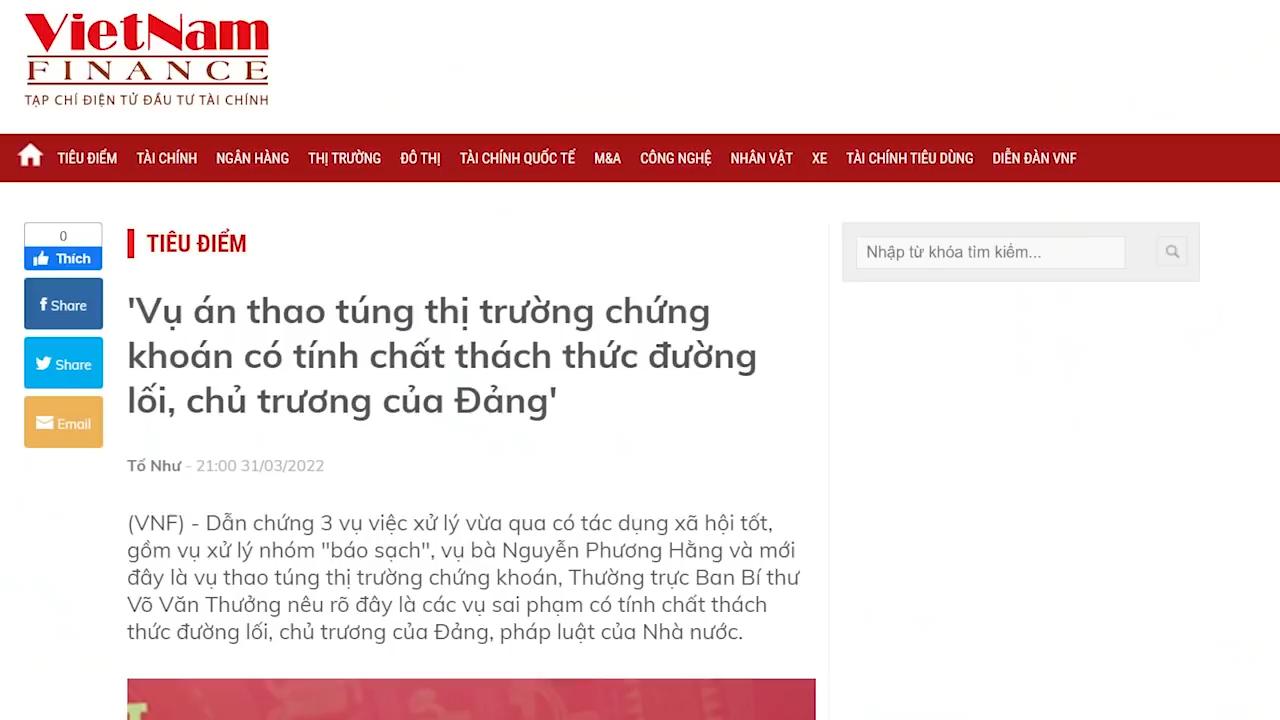 VietNam
FINANCE
TẠP CHÍ ĐIỆN TỬ ĐẦU TƯ TÀI CHÍNH
TIÊU ĐIỂM TÀI CHÍNH NGÂN HÀNG THỊ TRƯỜNG ĐÔ THỊ TÀI CHÍNH QUỐC TẾ M&A CÔNG NGHỆ NHÂN VẬT XE TÀI CHÍNH TIÊU DÙNG DIỄN ĐÀN VNF
0
Thích
Share
Share
Email
TIÊU ĐIỂM
'Vụ án thao túng thị trường chứng
khoán có tính chất thách thức đường
lối, chủ trương của Đảng'
Tố Như - 21:00 31/03/2022
(VNF) - Dẫn chứng 3 vụ việc xử lý vừa qua có tác dụng xã hội tốt,
gồm vụ xử lý nhóm "báo sạch", vụ bà Nguyễn Phương Hằng và mới
đây là vụ thao túng thị trường chứng khoán, Thường trực Ban Bí thư
Võ Văn Thưởng nêu rõ đây là các vụ sai phạm có tính chất thách
thức đường lối, chủ trương của Đảng, pháp luật của Nhà nước.
Nhập từ khóa tìm kiếm...